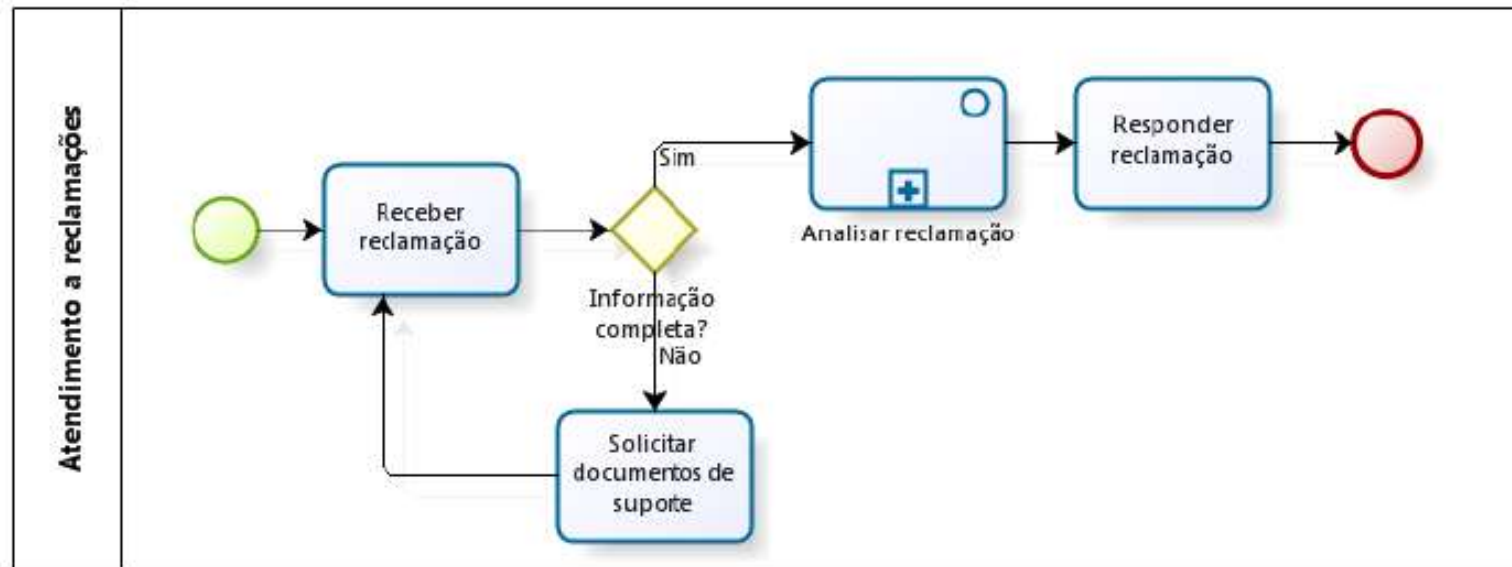 Atendimento a reclamações
Receber
reclamação
Sim
Informação
completa?
Não
Solicitar
documentos de
suporte
Analisar reclamação
Responder
reclamação